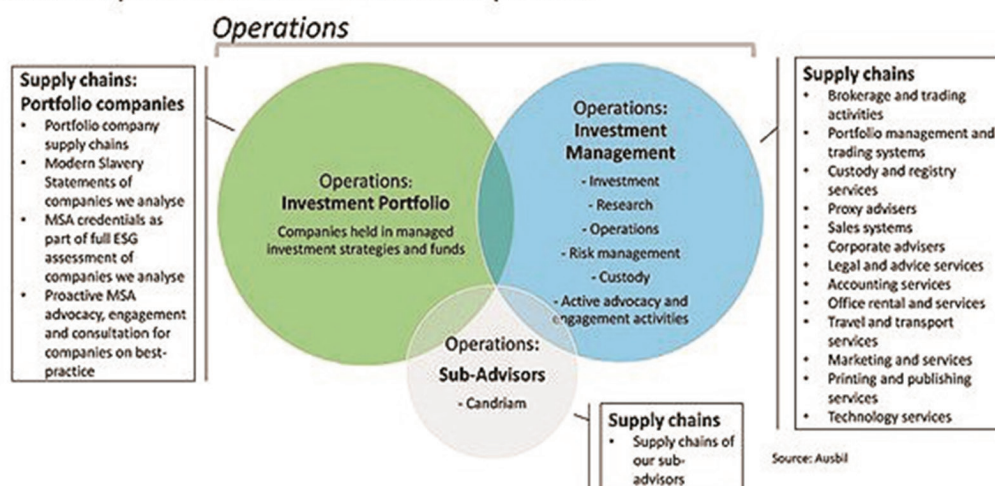 Operations
Supply chains:
Portfolio companies
• Portfolio company
supply chains
• Modern Slavery
Statements of
companies we analyse
• MSA credentials as
part of full ESG
assessment of
companies we analyse
• Proactive MSA
advocacy, engagement
and consultation for
companies on best-
practice
Operations:
Investment Portfolio
Companies held in managed
investment strategies and funds
Operations:
Investment
Management
- Investment
- Research
- Operations
- Risk management
- Custody
- Active advocacy and
engagement activities
Operations:
Sub-Advisors
- Candriam
Supply chains
• Brokerage and trading
activities
• Portfolio management and
trading systems
• Custody and registry
services
• Proxy advisers
• Sales systems
• Corporate advisers
• Legal and advice services
• Accounting services
• Office rental and services
• Travel and transport
services
• Marketing and services
• Printing and publishing
services
• Technology services
Supply chains
• Supply chains of
our sub-
advisors
Source: Ausbil